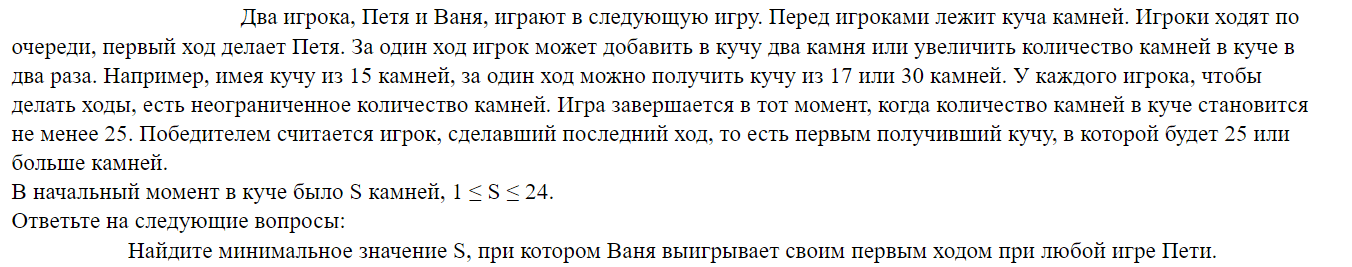 Два игрока, Петя и Ваня, играют в следующую игру. Перед игроками лежит куча камней. Игроки ходят по
очереди, первый ход делает Петя. За один ход игрок может добавить в кучу два камня или увеличить количество камней в куче в
два раза. Например, имея кучу из 15 камней, за один ход можно получить кучу из 17 или 30 камней. У каждого игрока, чтобы
делать ходы, есть неограниченное количество камней. Игра завершается в тот момент, когда количество камней в куче становится
не менее 25. Победителем считается игрок, сделавший последний ход, то есть первым получивший кучу, в которой будет 25 или
больше камней.
В начальный момент в куче было S камней, 1 ≤ S ≤ 24.
Ответьте на следующие вопросы:
Найдите минимальное значение S, при котором Ваня выигрывает своим первым ходом при любой игре Пети.